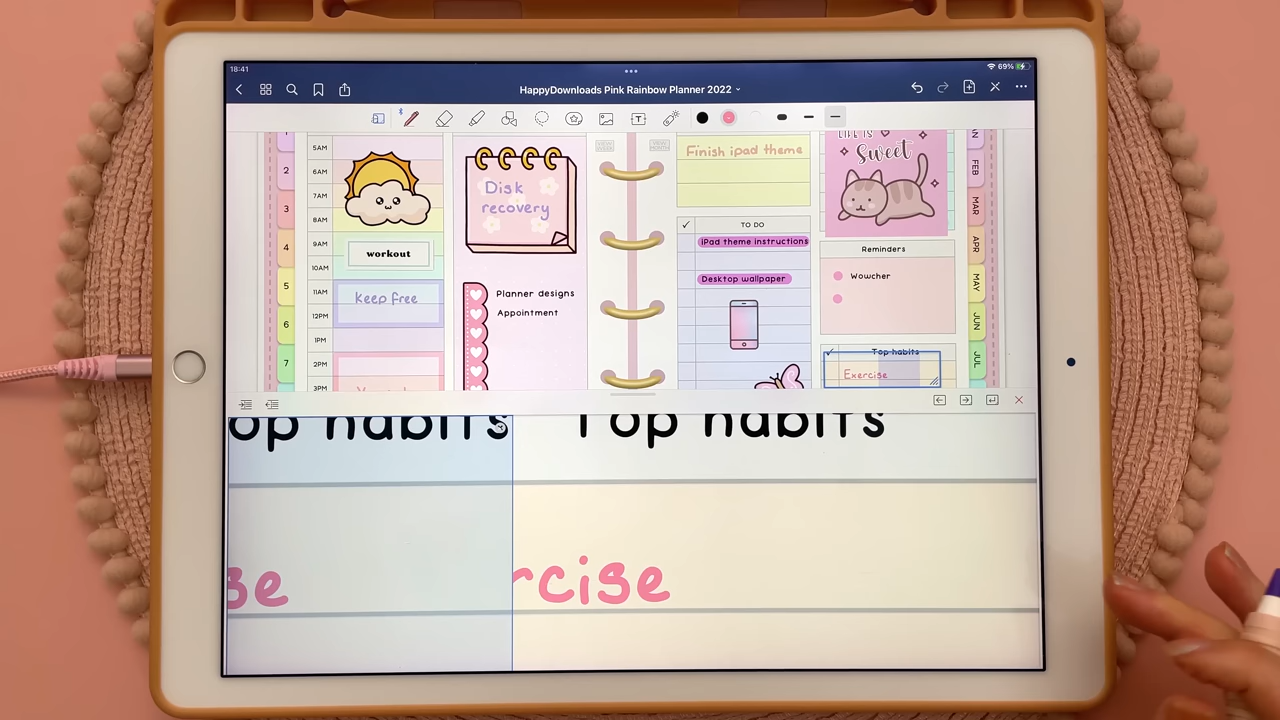 18:41
69%
HappyDownloads Pink Rainbow Planner 2022
1
2
3
4
5
6
7
5AM
6AM
7AM
8AM
9AM
10AM
11AM
12PM
1PM
2PM
3PM
workout
Keep free
Disk
recovery
Planner designs
Appointment
Finish ipad theme
TO DO
iPad theme instructions
Desktop wallpaper
LIFE IS
Sweet
Reminders
Wowcher
Top habits
Exercise
FEB
MAR
APR
MAY
JUN
JUL
op habits
Top habits
se
rcise